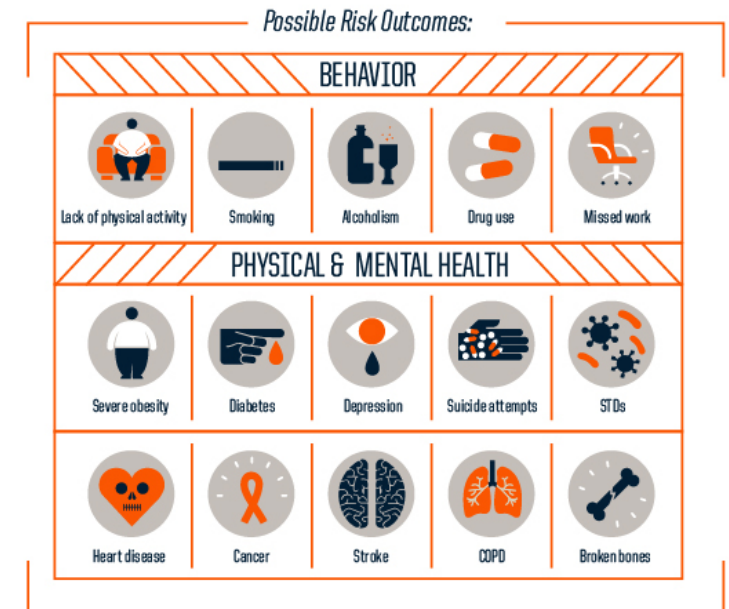 Possible Risk Outcomes:
BEHAVIOR
Lack of physical activity
Smoking
Alcoholism
Drug use
Missed work
PHYSICAL & MENTAL HEALTH
Severe obesity
Diabetes
Depression
Suicide attempts
STDs
Heart disease
Cancer
Stroke
COPD
Broken bones